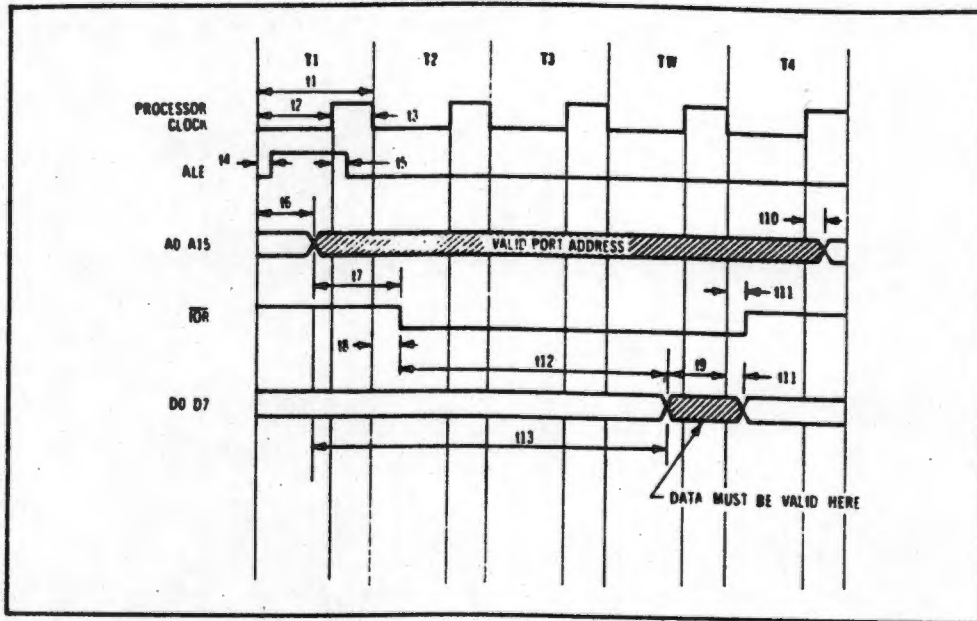 T1 T2 T3 TW T4
t1
t2 t3
PROCESSOR
CLOCK
t4 t5
ALE
t6 t10
A0 A15 VALID PORT ADDRESS
t7 t11
IOR
t8
t12 t9 t11
D0 D7
t13
DATA MUST BE VALID HERE